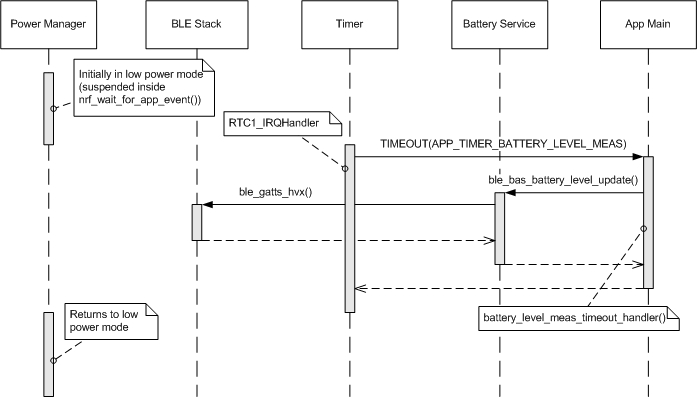 Power Manager
BLE Stack
Timer
Battery Service
App Main
Initially in low power mode
(suspended inside
nrf_wait_for_app_event())
RTC1_IRQHandler
TIMEOUT(APP_TIMER_BATTERY_LEVEL_MEAS)
ble_bas_battery_level_update()
ble_gatts_hvx()
Returns to low
power mode
battery_level_meas_timeout_handler()